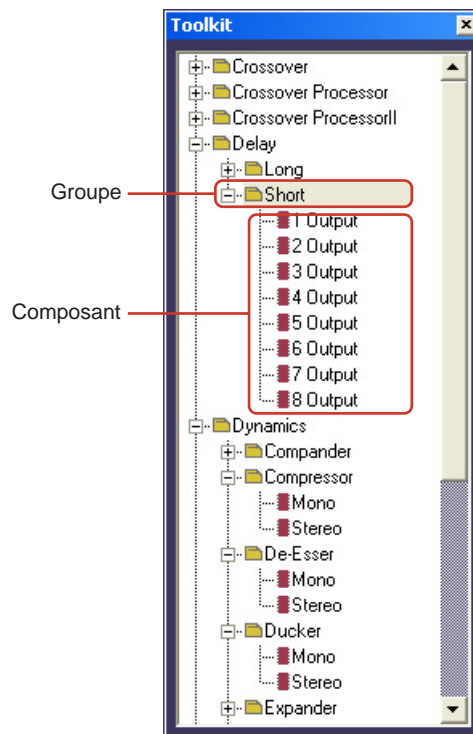 Toolkit
Crossover
Crossover Processor
Crossover ProcessorII
Delay
Long
Groupe
Short
1 Output
2 Output
3 Output
4 Output
Composant
5 Output
6 Output
7 Output
8 Output
Dynamics
Compander
Compressor
Mono
Stereo
De-Esser
Mono
Stereo
Ducker
Mono
Stereo
Expander